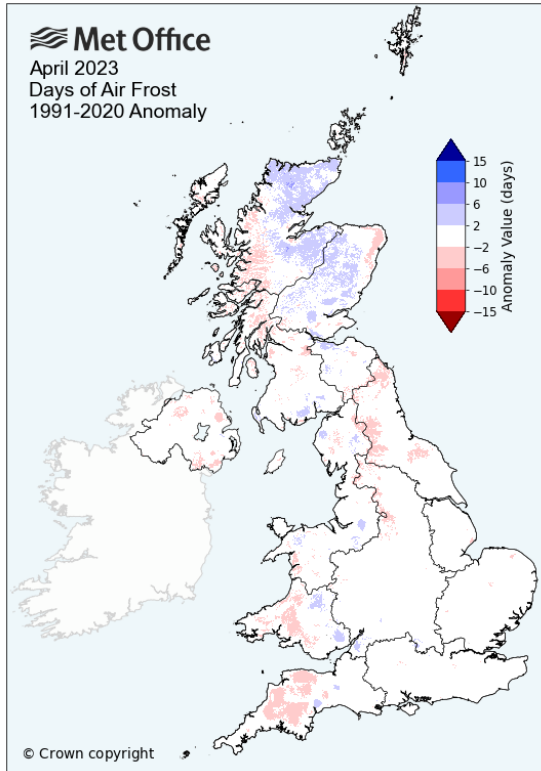 Met Office
April 2023
Days of Air Frost
1991-2020 Anomaly
15
10
6
2
−2
−6
−10
−15
Anomaly Value (days)
© Crown copyright